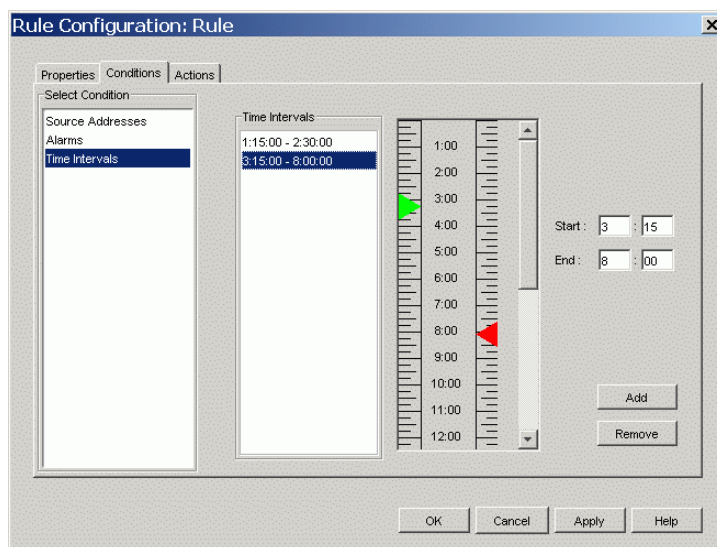 Rule Configuration: Rule
Properties Conditions Actions
Select Condition
Source Addresses
Alarms
Time Intervals
Time Intervals
1:15:00 - 2:30:00
3:15:00 - 8:00:00
1:00
2:00
3:00
4:00
5:00
6:00
7:00
8:00
9:00
10:00
11:00
12:00
Start : 3 : 15
End : 8 : 00
Add
Remove
OK Cancel Apply Help